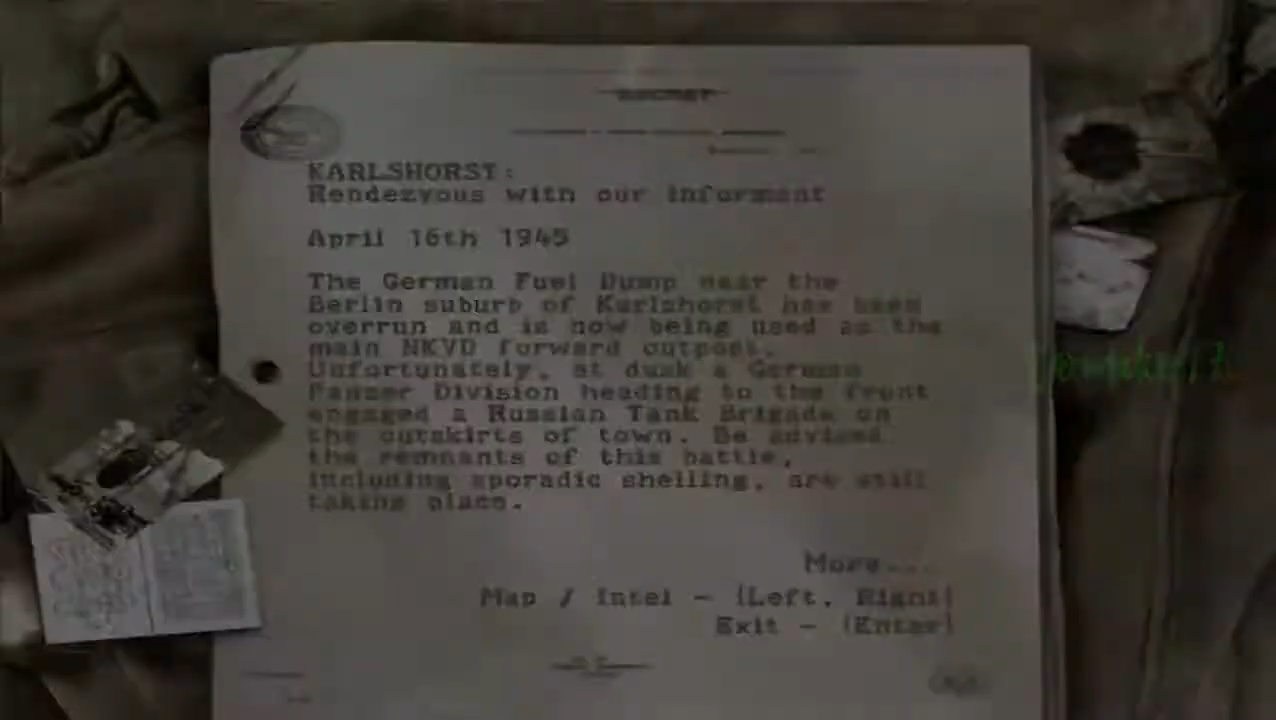 SECRET
KARLSHORST:
Rendezvous with our informant
April 16th 1945
The German Fuel Dump near the
Berlin suburb of Karlshorst has been
overrun and is now being used as the
main NKVD forward outpost.
Unfortunately, at dusk a German
Panzer Division heading to the front
engaged a Russian Tank Brigade on
the outskirts of town. Be advised
the remnants of this battle,
including sporadic shelling, are still
taking place.
More...
Map / Intel - (Left, Right)
Exit - (Enter)